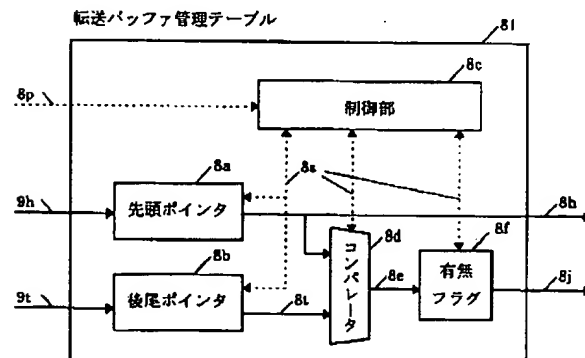 転送バッファ管理テーブル
81
8c
8p
制御部
8a
8s
9h
先頭ポインタ
8h
8d
8f
8b
コンパレータ
8e
有無
フラグ
9t
後尾ポインタ
8t
8j